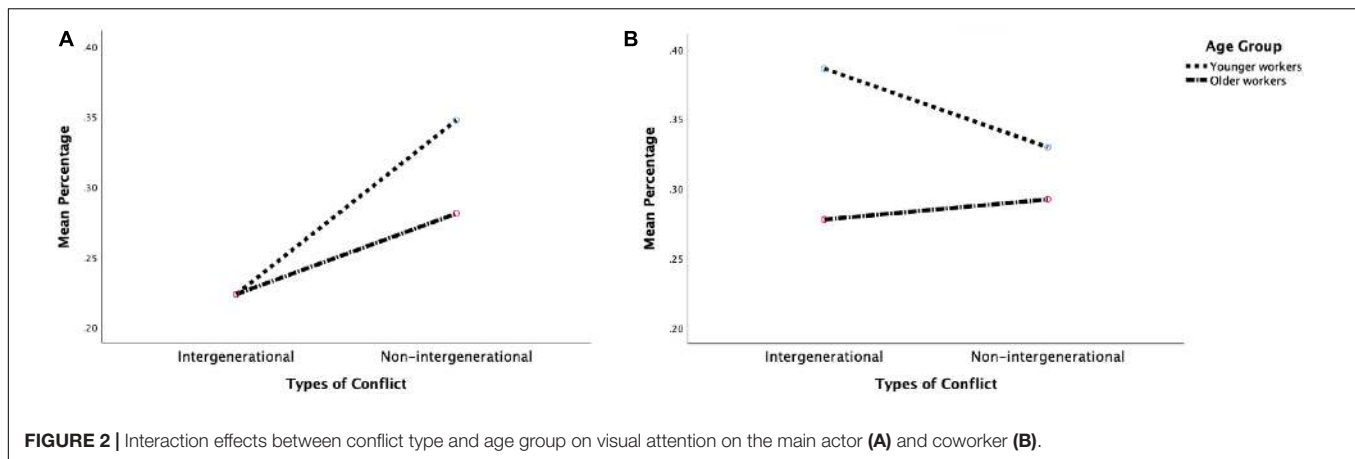 A
Mean Percentage
.40
.35
.30
.25
.20
Intergenerational
Non-intergenerational
Types of Conflict
B
Mean Percentage
.40
.35
.30
.25
.20
Intergenerational
Non-intergenerational
Types of Conflict
Age Group
Younger workers
Older workers
FIGURE 2 | Interaction effects between conflict type and age group on visual attention on the main actor (A) and coworker (B).